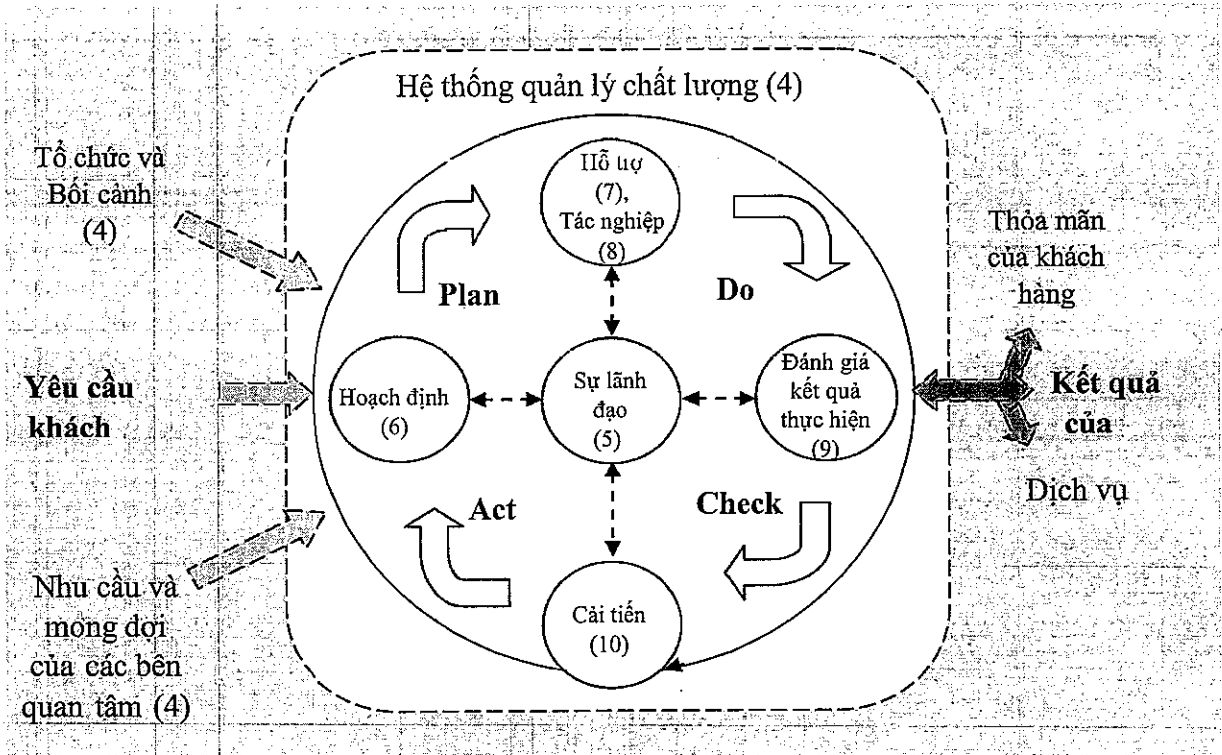 Hệ thống quản lý chất lượng (4)
Tổ chức và
Bối cảnh
(4)
Hỗ trợ
(7),
Tác nghiệp
(8)
Thỏa mãn
của khách
hàng
Plan
Do
Yêu cầu
khách
Hoạch định
(6)
Sự lãnh
đạo
(5)
Đánh giá
kết quả
thực hiện
(9)
Kết quả
của
Dịch vụ
Act
Check
Nhu cầu và
mong đợi
của các bên
quan tâm (4)
Cải tiến
(10)